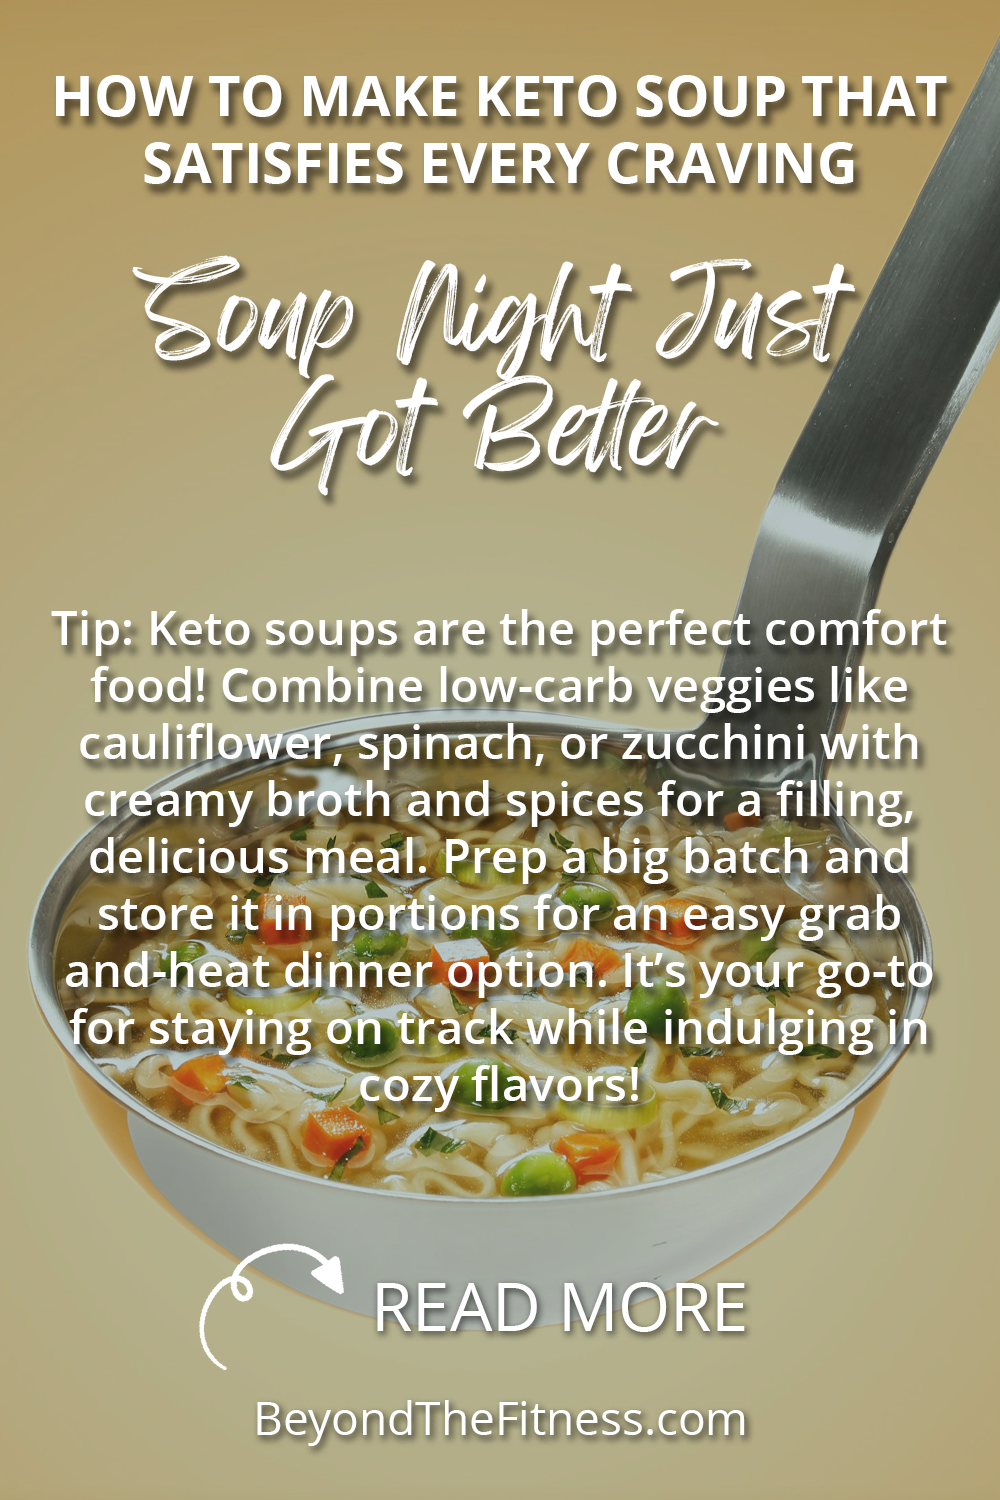 HOW TO MAKE KETO SOUP THAT
SATISFIES EVERY CRAVING
Soup Night Just
Got Better
Tip: Keto soups are the perfect comfort
food! Combine low-carb veggies like
cauliflower, spinach, or zucchini with
creamy broth and spices for a filling,
delicious meal. Prep a big batch and
store it in portions for an easy grab
and-heat dinner option. It’s your go-to
for staying on track while indulging in
cozy flavors!
READ MORE
BeyondTheFitness.com